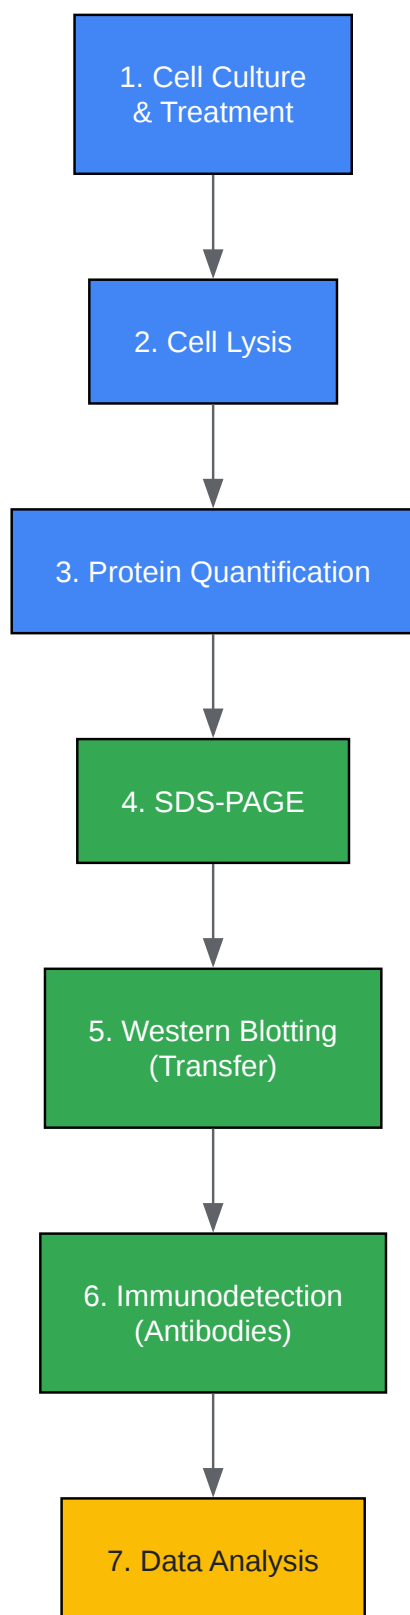 1. Cell Culture
& Treatment
2. Cell Lysis
3. Protein Quantification
4. SDS-PAGE
5. Western Blotting
(Transfer)
6. Immunodetection
(Antibodies)
7. Data Analysis